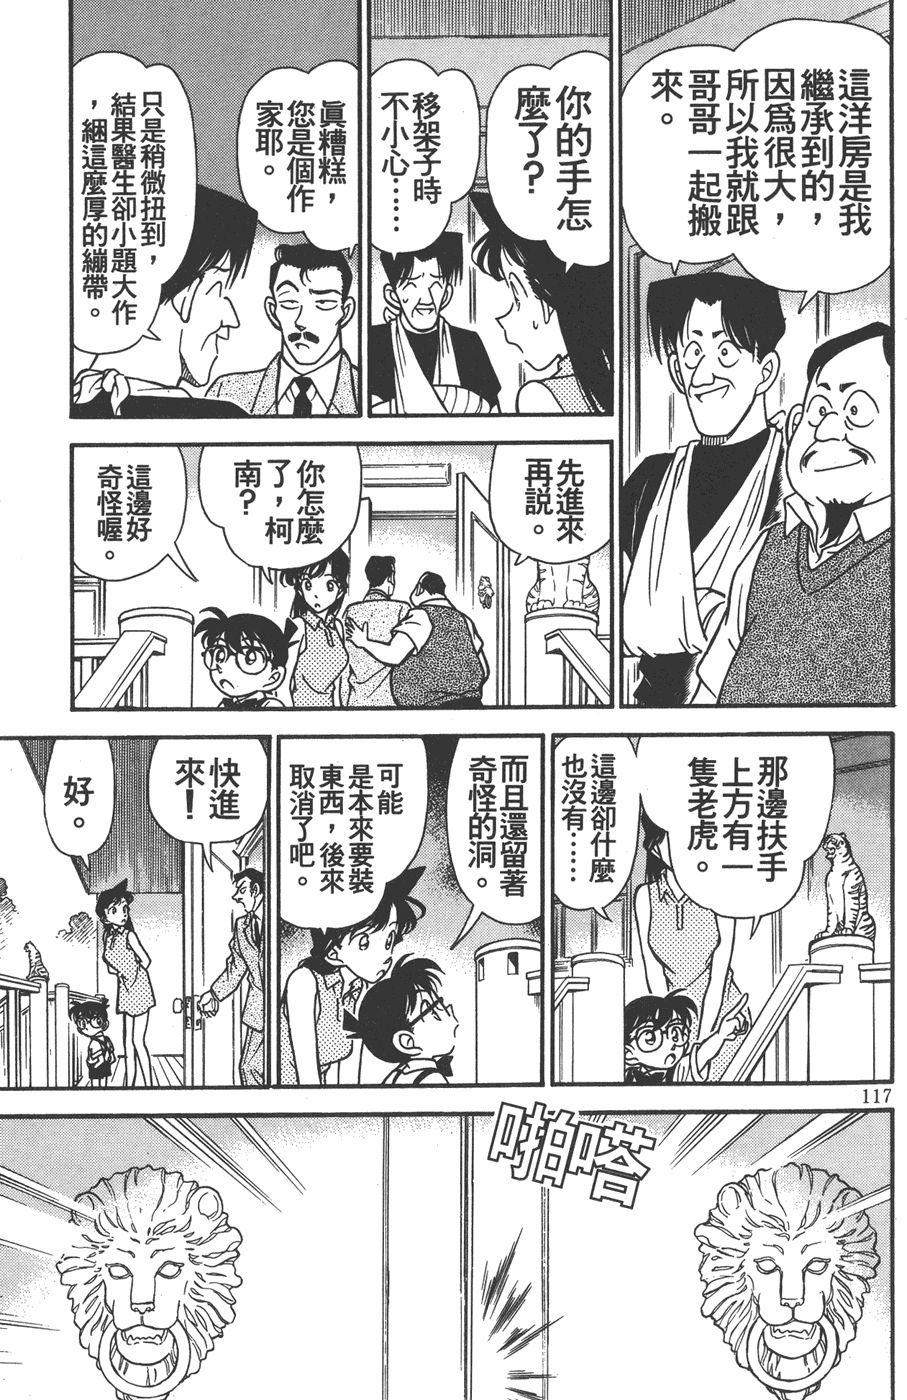 這洋房是我
繼承到的，
因爲很大，
所以我就跟
哥哥一起搬
來。
你的手怎
麼了？
移架子時
不小心……
眞糟糕，
您是個作
家耶。
只是稍微扭到，
結果醫生卻小題大作
，綑這麼厚的繃帶。
先進來
再説。
你怎麼
了，柯
南？
這邊好
奇怪喔。
那邊扶手
上方有一
隻老虎。
這邊卻什麼
也沒有……
而且還留著
奇怪的洞。
可能
是本來要裝
東西，後來
取消了吧。
快進
來！
好。
117
啪嗒